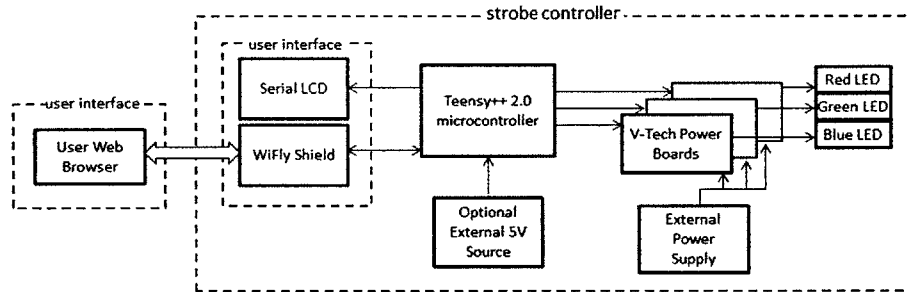 strobe controller
user interface
user interface
User Web
Browser
Serial LCD
WiFly Shield
Teensy++ 2.0
microcontroller
Optional
External 5V
Source
V-Tech Power
Boards
External
Power
Supply
Red LED
Green LED
Blue LED